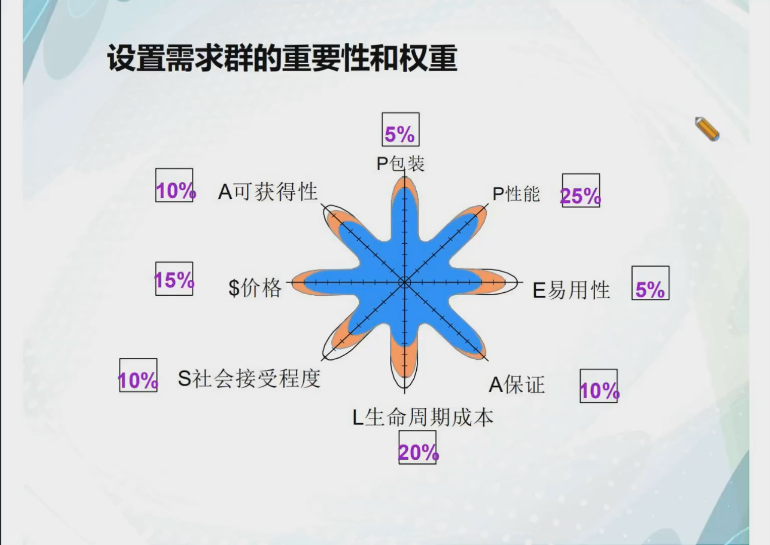 设置需求群的重要性和权重
5%
P包装
10%
A可获得性
P性能
25%
15%
$价格
E易用性
5%
10%
S社会接受程度
A保证
10%
L生命周期成本
20%